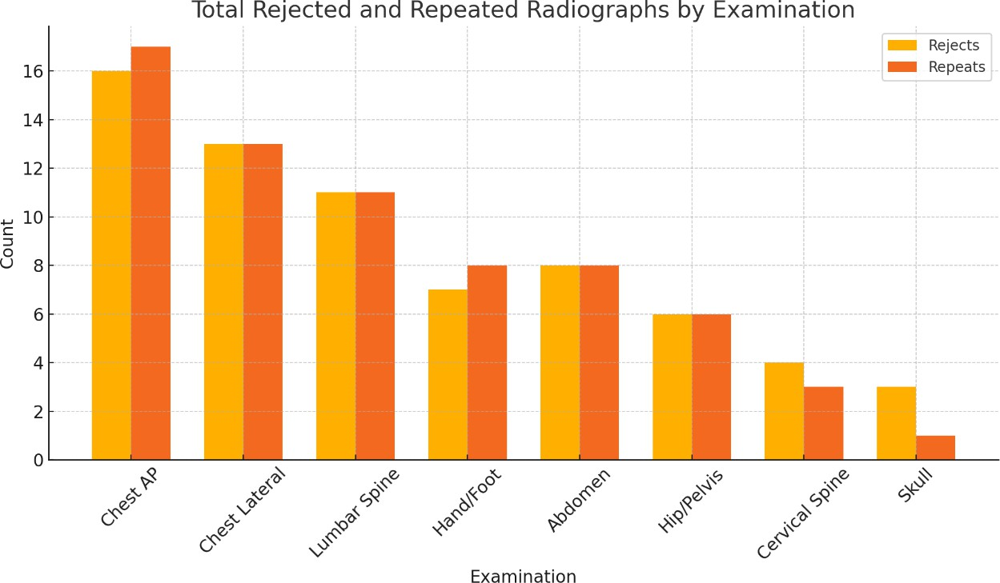 Total Rejected and Repeated Radiographs by Examination
Rejects
Repeats
Count
16
14
12
10
8
6
4
2
0
Chest AP
Chest Lateral
Lumbar Spine
Hand/Foot
Abdomen
Hip/Pelvis
Cervical Spine
Skull
Examination